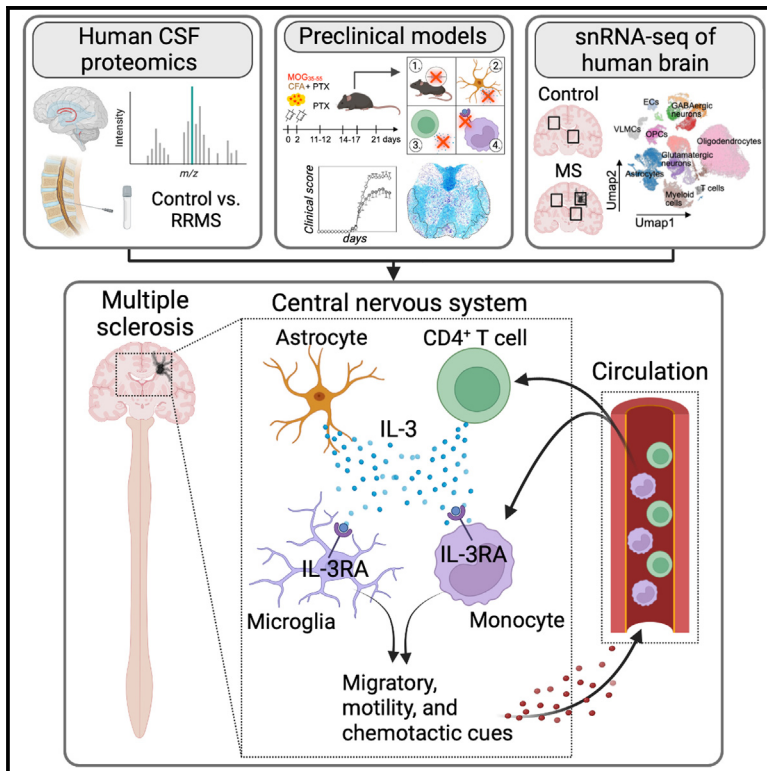 Human CSF
proteomics
Intensity
m/z
Control vs.
RRMS
Preclinical models
MOG35-55
CFA + PTX
PTX
0 2 11-12 14-17 21 days
1.
2.
3.
4.
Clinical score
days
snRNA-seq of
human brain
Control
MS
ECs
GABAergic
neurons
VLMCs
OPCs
Oligodendrocytes
Glutamatergic
neurons
Astrocytes
Myeloid
cells
T cells
Umap2
Umap1
Multiple
sclerosis
Central nervous system
Astrocyte
CD4+ T cell
IL-3
IL-3RA
IL-3RA
Microglia
Monocyte
Migratory,
motility, and
chemotactic cues
Circulation